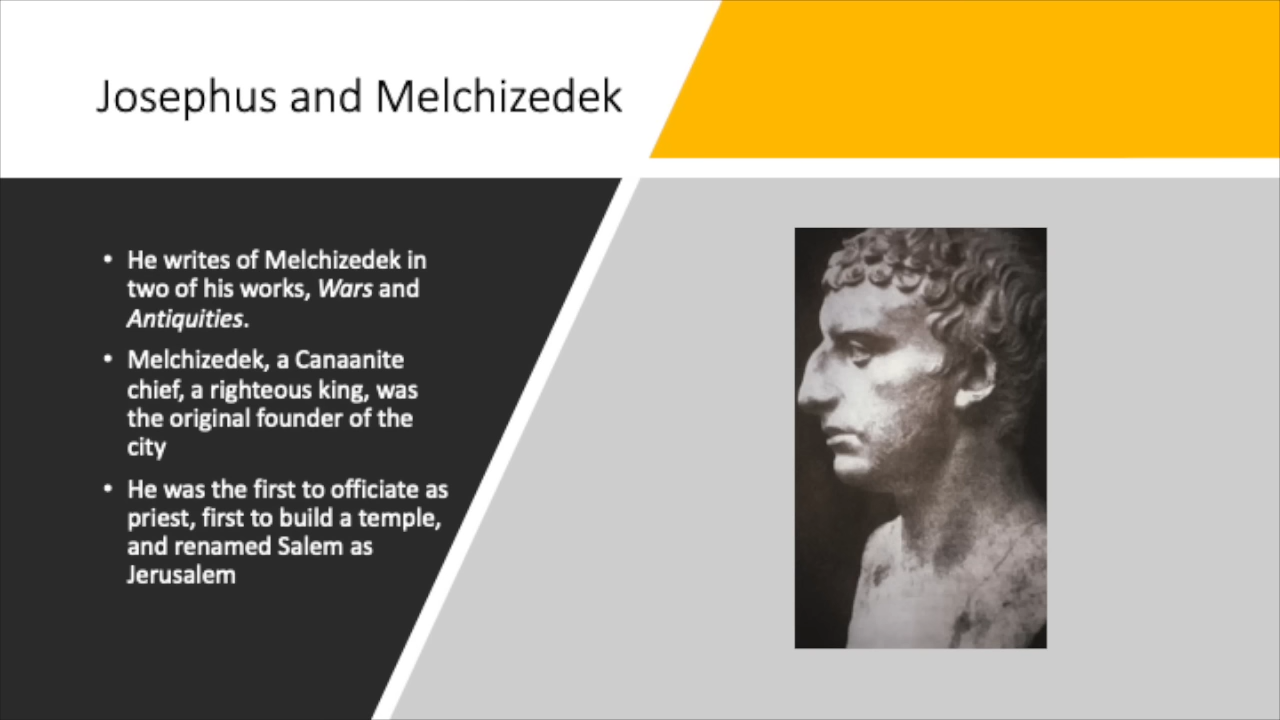 Josephus and Melchizedek
• He writes of Melchizedek in
two of his works, Wars and
Antiquities.
• Melchizedek, a Canaanite
chief, a righteous king, was
the original founder of the
city
• He was the first to officiate as
priest, first to build a temple,
and renamed Salem as
Jerusalem